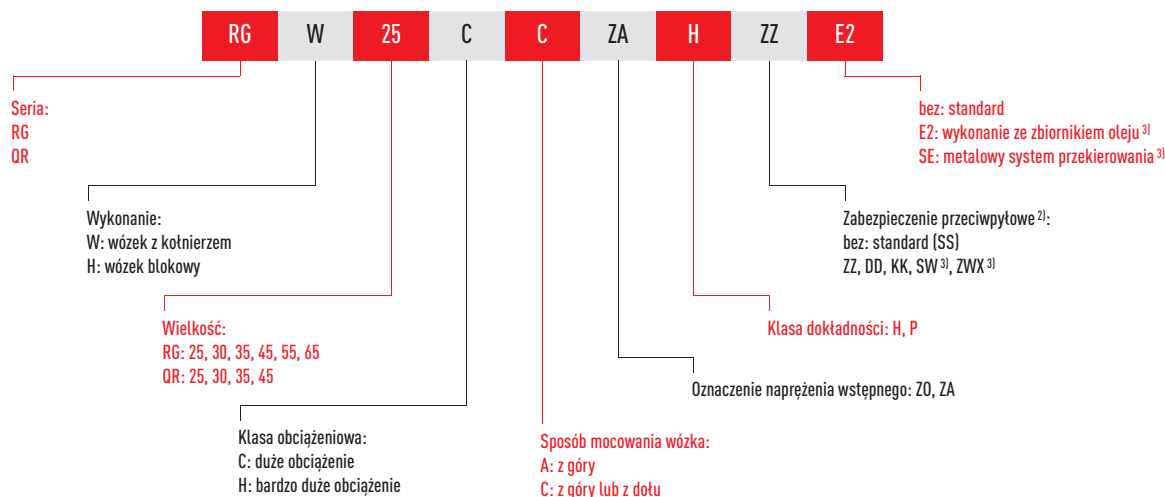 RG W 25 C C ZA H ZZ E2
Seria:
RG
QR
bez: standard
E2: wykonanie ze zbiornikiem oleju 3)
SE: metalowy system przekierowania 3)
Wykonanie:
W: wózek z kołnierzem
H: wózek blokowy
Zabezpieczenie przeciwpyłowe 2):
bez: standard (SS)
ZZ, DD, KK, SW 3), ZWX 3)
Wielkość:
RG: 25, 30, 35, 45, 55, 65
QR: 25, 30, 35, 45
Klasa dokładności: H, P
Oznaczenie naprężenia wstępnego: ZO, ZA
Klasa obciążeniowa:
C: duże obciążenie
H: bardzo duże obciążenie
Sposób mocowania wózka:
A: z góry
C: z góry lub z dołu